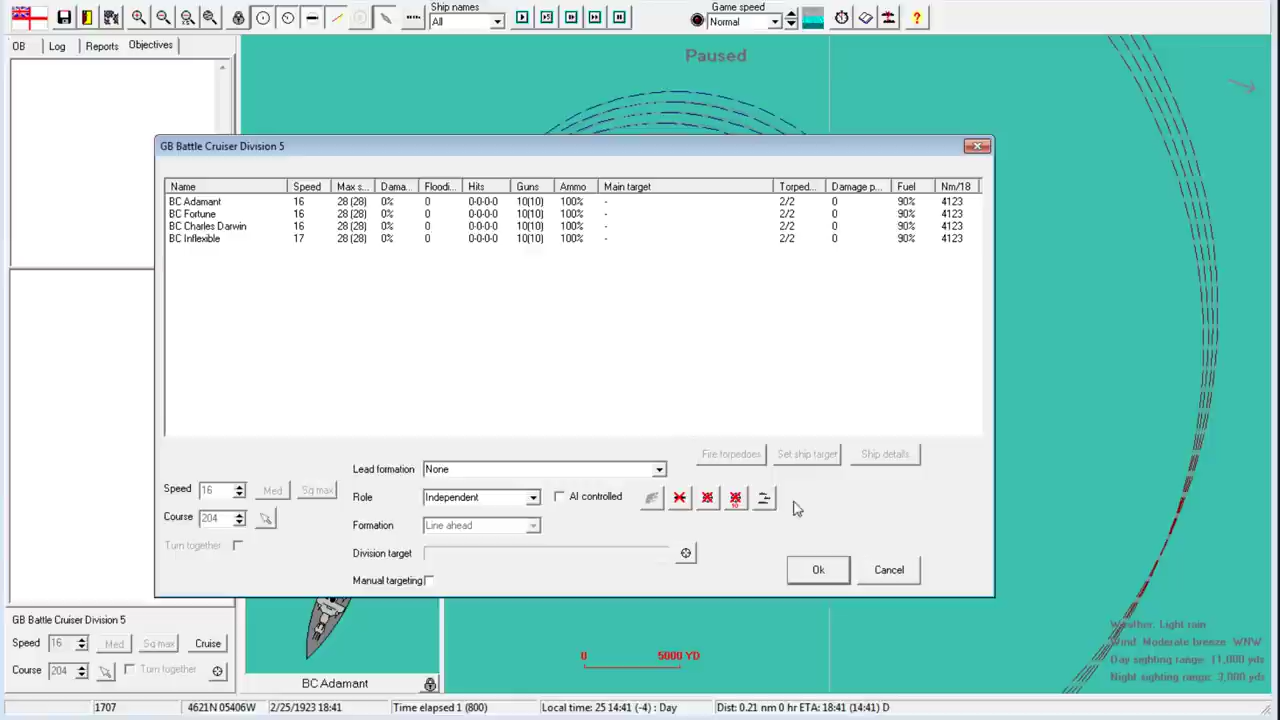 Ship names
All
Game speed
Normal
?
OB Log Reports Objectives
Paused
GB Battle Cruiser Division 5
Name Speed Max s... Dama... Floodi... Hits Guns Ammo Main target Torped... Damage p... Fuel Nm/18
BC Adamant 16 28 (28) 0% 0 0-0-0-0 10(10) 100% - 2/2 0 90% 4123
BC Fortune 16 28 (28) 0% 0 0-0-0-0 10(10) 100% - 2/2 0 90% 4123
BC Charles Darwin 16 28 (28) 0% 0 0-0-0-0 10(10) 100% - 2/2 0 90% 4123
BC Inflexible 17 28 (28) 0% 0 0-0-0-0 10(10) 100% - 2/2 0 90% 4123
Fire torpedoes Set ship target Ship details
Lead formation None
Speed 16 Med Sq max
Role Independent AI controlled
10
Course 204
Formation Line ahead
Turn together
Division target
Manual targeting
Ok Cancel
GB Battle Cruiser Division 5
Speed 16 Med Sq max Cruise
Course 204 Turn together
BC Adamant
0 5000 YD
Weather: Light rain
Wind: Moderate breeze WNW
Day sighting range: 11,000 yds
Night sighting range: 3,000 yds
1707 4621N 05406W 2/25/1923 18:41 Time elapsed 1 (800) Local time: 25 14:41 (-4) : Day Dist: 0.21 nm 0 hr ETA: 18:41 (14:41) D